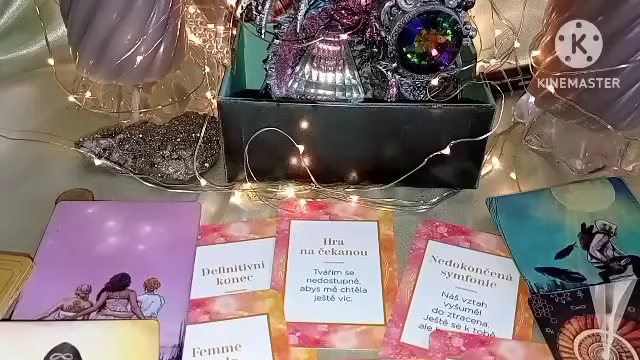 KINEMASTER
Definitivní
konec
Hra
na čekanou
Tvářím se
nedostupně,
abys mě chtěla
ještě víc.
Nedokončená
symfonie
Náš vztah
vyšuměl
do ztracena.
Ještě se k tobě
ale
Femme